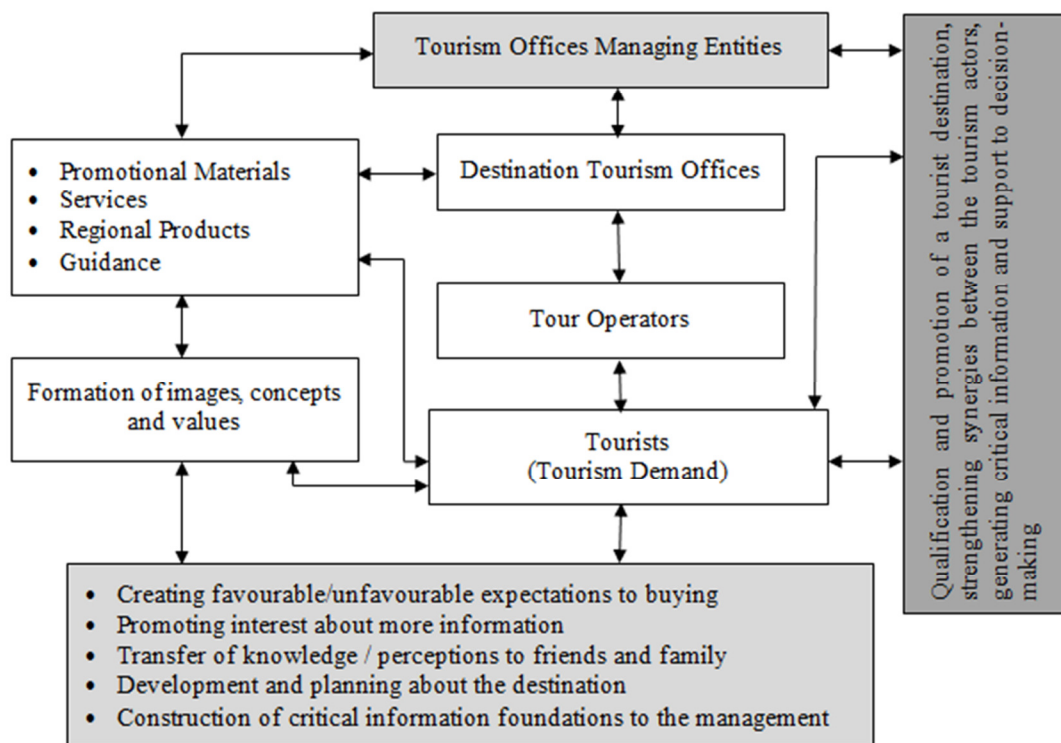 Tourism Offices Managing Entities
• Promotional Materials
• Services
• Regional Products
• Guidance
Destination Tourism Offices
Tour Operators
Formation of images, concepts
and values
Tourists
(Tourism Demand)
• Creating favourable/unfavourable expectations to buying
• Promoting interest about more information
• Transfer of knowledge / perceptions to friends and family
• Development and planning about the destination
• Construction of critical information foundations to the management
Qualification and promotion of a tourist destination,
strengthening synergies between the tourism actors,
generating critical information and support to decision-
making